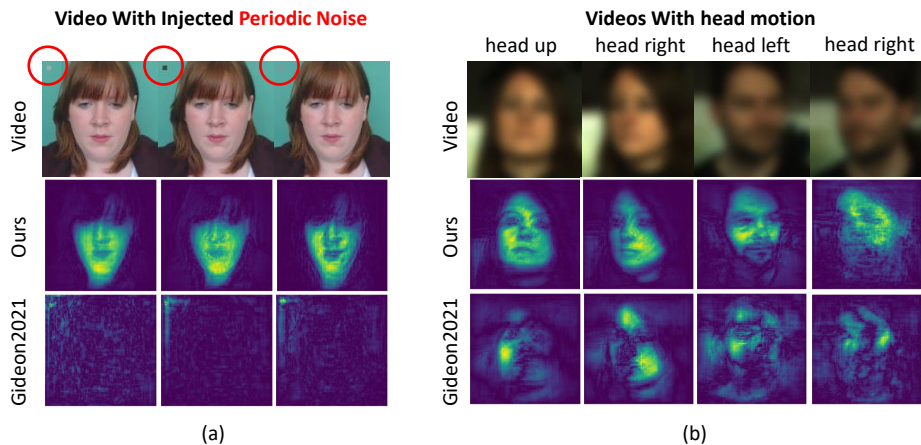 Video With Injected Periodic Noise
Videos With head motion
head up
head right
head left
head right
Video
Ours
Gideon2021
Video
Ours
Gideon2021
(a)
(b)